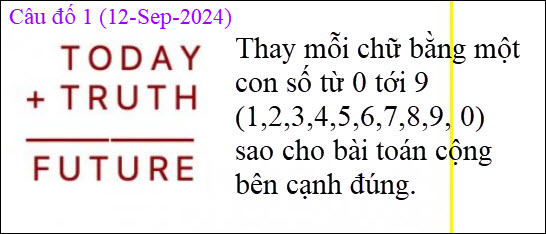 Câu đố 1 (12-Sep-2024)
TODAY
+ TRUTH
FUTURE
Thay mỗi chữ bằng một
con số từ 0 tới 9
(1,2,3,4,5,6,7,8,9, 0)
sao cho bài toán cộng
bên cạnh đúng.